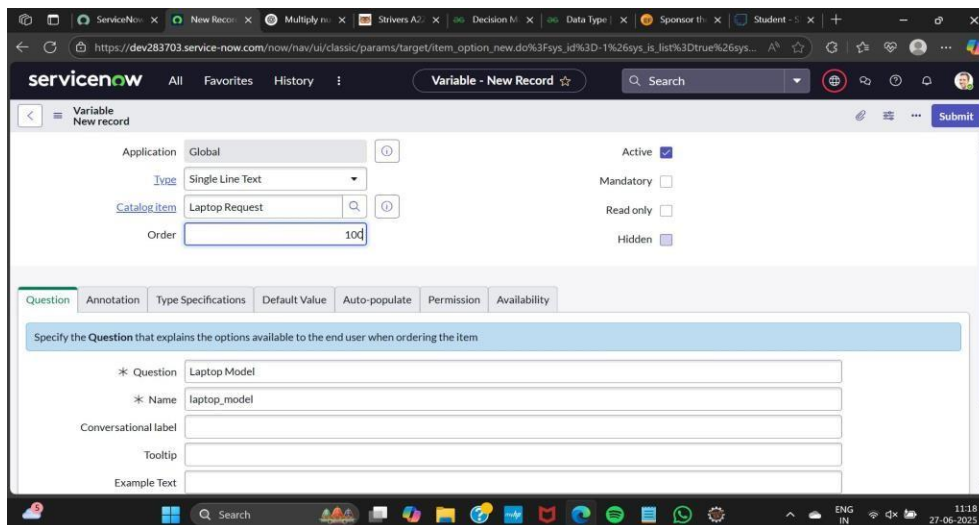 ServiceNow
New Record
Multiply nu
Strivers A2Z
Decision M
Data Type |
Sponsor th
Student - S
https://dev283703.service-now.com/now/nav/ui/classic/params/target/item_option_new.do%3Fsys_id%3D-1%26sys_is_list%3Dtrue%26sys...
servicenow All Favorites History Variable - New Record Search
Variable
New record
Submit
Application Global
Active
Type Single Line Text
Mandatory
Catalog item Laptop Request
Read only
Order 100
Hidden
Question Annotation Type Specifications Default Value Auto-populate Permission Availability
Specify the Question that explains the options available to the end user when ordering the item
* Question Laptop Model
* Name laptop_model
Conversational label
Tooltip
Example Text
Search
ENG
IN
11:18
27-06-2025